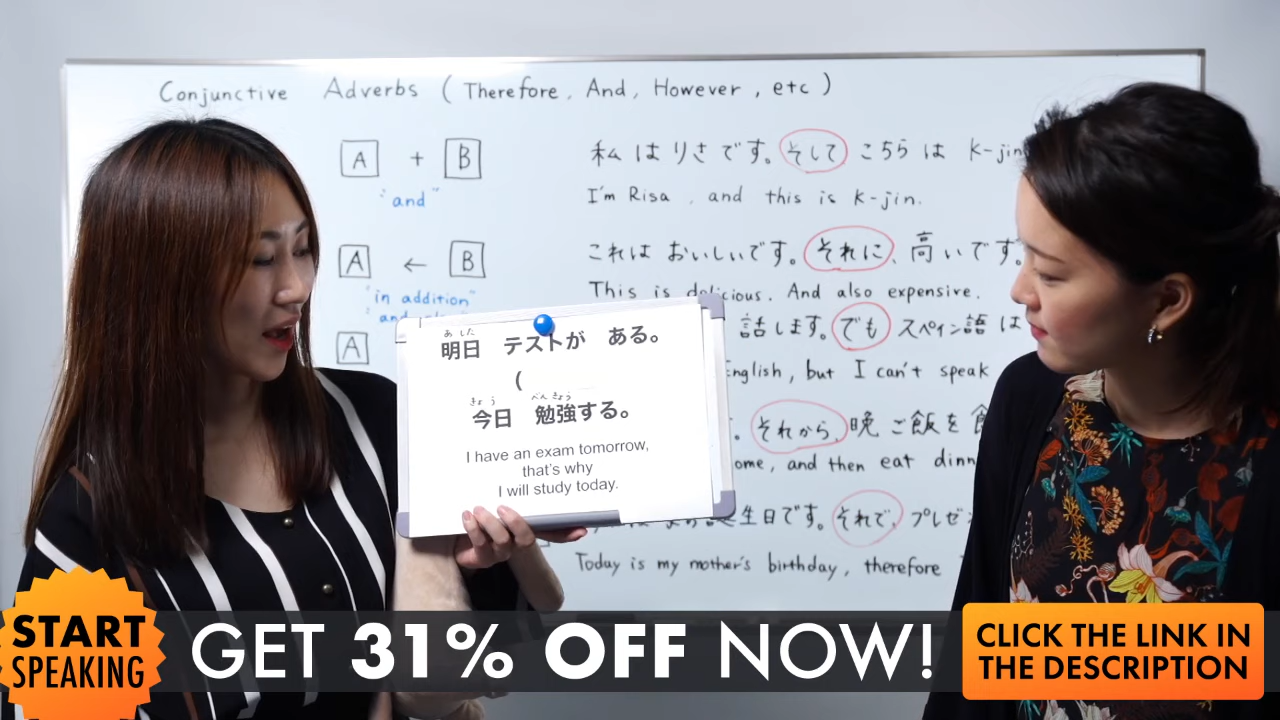 Conjunctive Adverbs ( Therefore, And, However, etc )
A + B
"and"
私はりさです。そして こちらは K-jin
I'm Risa, and this is K-jin.
A ← B
"in addition"
これは おいしいです。それに、高いです。
This is delicious. And also expensive.
A
話します。でも スペイン語 は
English, but I can't speak
それから、晩ご飯を
ome, and then eat dinn
生日です。それで、プレゼ
Today is my mother's birthday, therefore
あした
明日 テストが ある。
(
きょう べんきょう
今日 勉強する。
I have an exam tomorrow,
that's why
I will study today.
START
SPEAKING
GET 31% OFF NOW!
CLICK THE LINK IN
THE DESCRIPTION